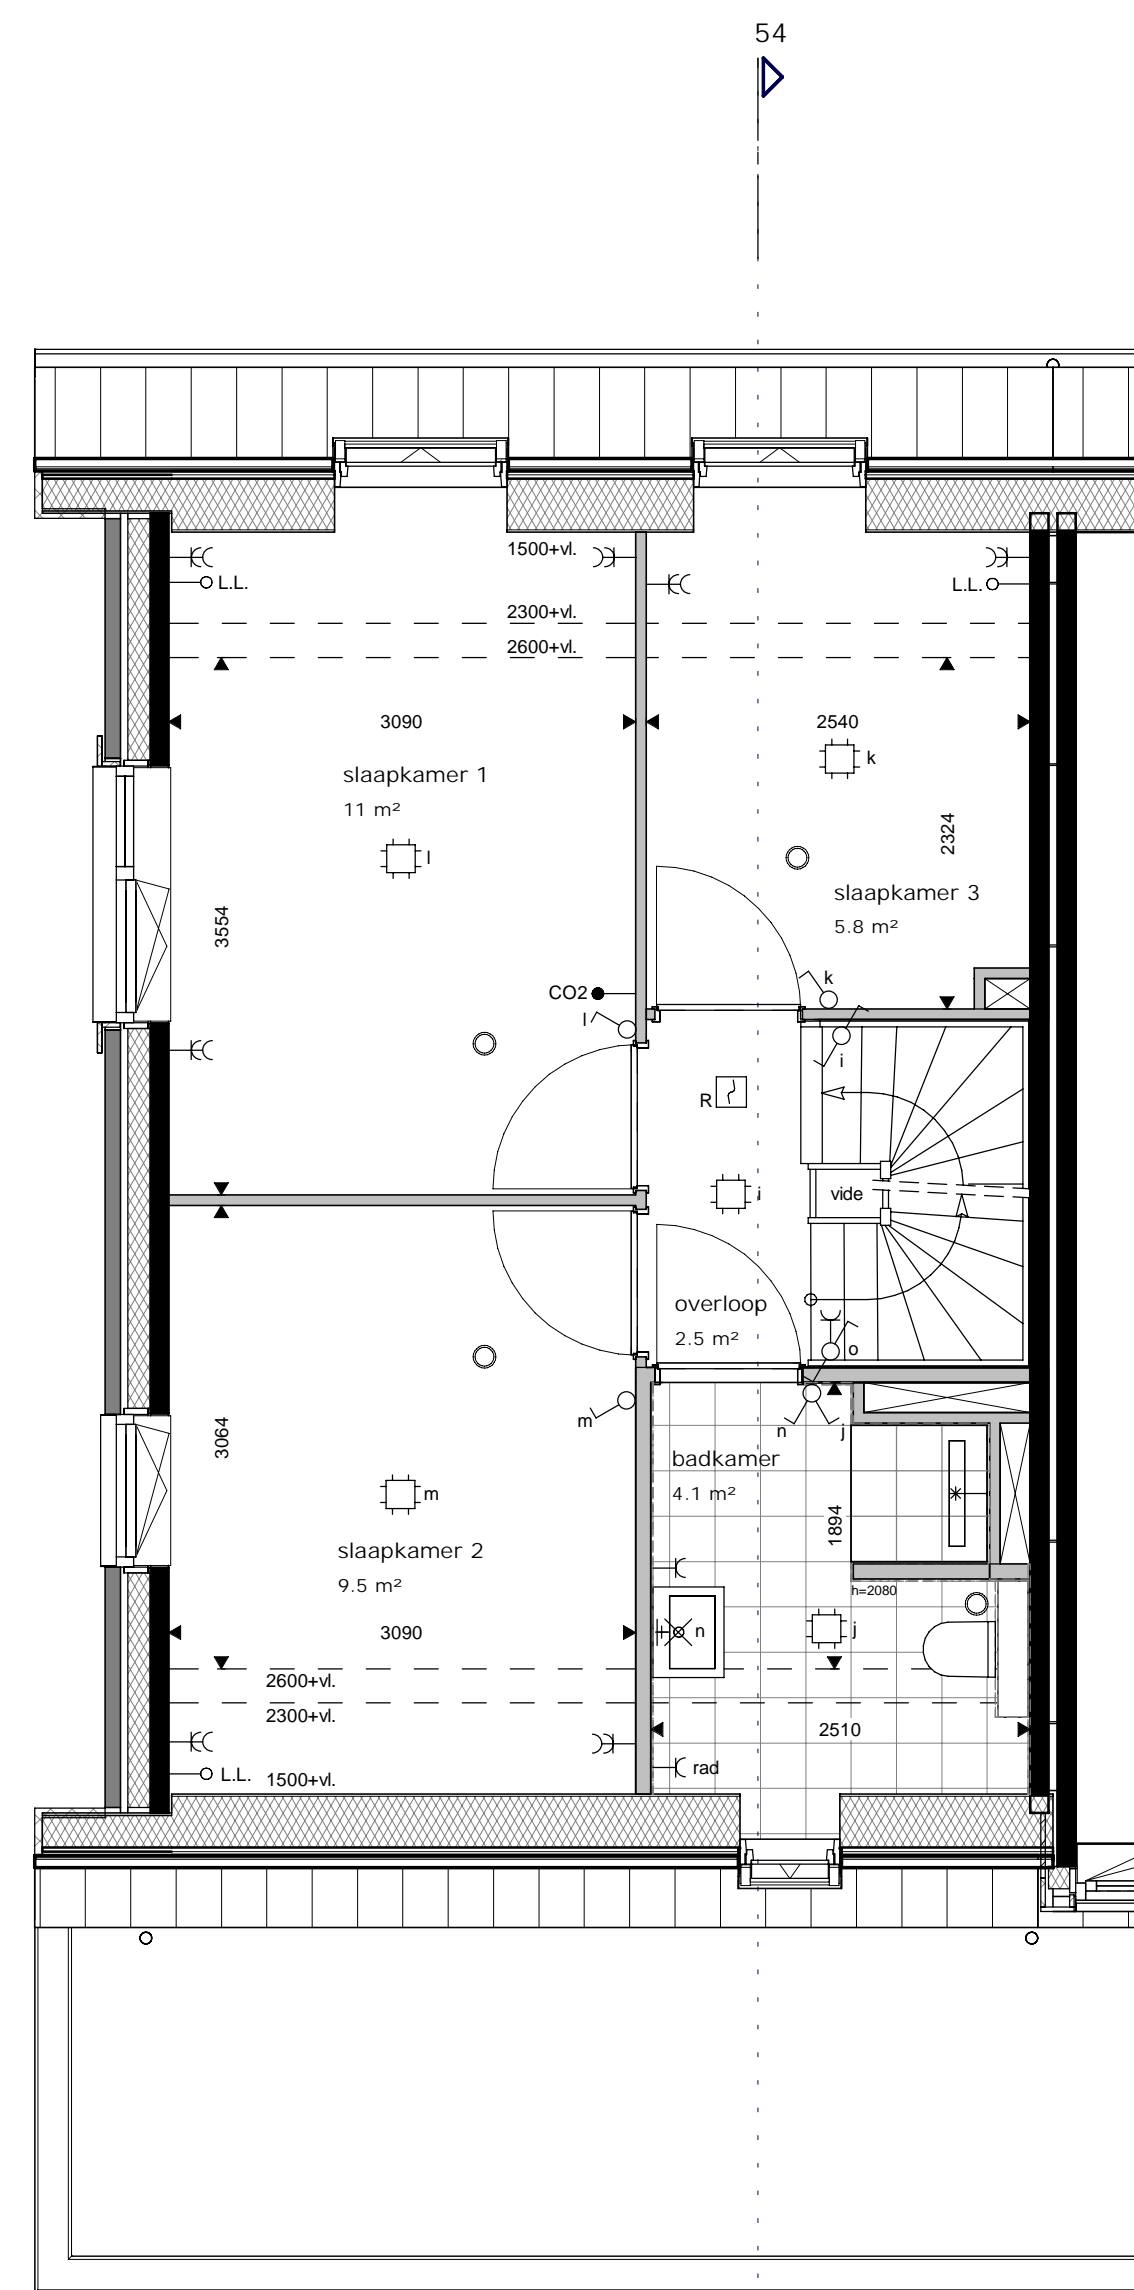 54
1500+vl.
L.L.
L.L.
2300+vl.
2600+vl.
3090
2540
k
slaapkamer 1
11 m²
l
2324
slaapkamer 3
5.8 m²
3554
k
CO2
l
i
R
i
vide
overloop
2.5 m²
o
m
n
j
3064
badkamer
4.1 m²
m
1894
slaapkamer 2
9.5 m²
h=2080
3090
n
j
2600+vl.
2300+vl.
2510
rad
L.L.
1500+vl.